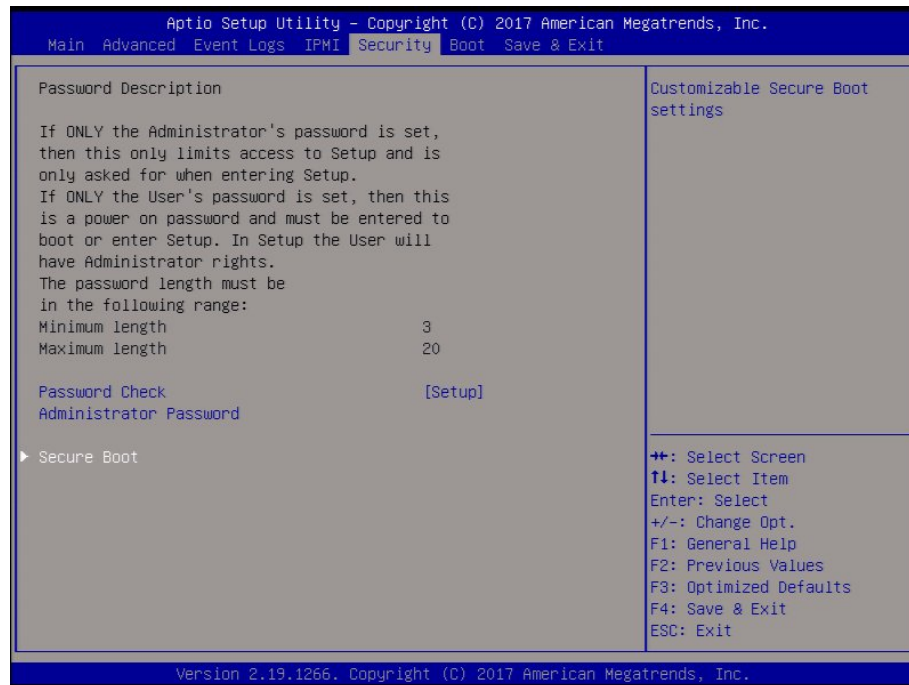 Aptio Setup Utility – Copyright (C) 2017 American Megatrends, Inc.
Main Advanced Event Logs IPMI Security Boot Save & Exit
Password Description
If ONLY the Administrator's password is set,
then this only limits access to Setup and is
only asked for when entering Setup.
If ONLY the User's password is set, then this
is a power on password and must be entered to
boot or enter Setup. In Setup the User will
have Administrator rights.
The password length must be
in the following range:
Minimum length 3
Maximum length 20
Password Check [Setup]
Administrator Password
Secure Boot
Customizable Secure Boot
settings
→←: Select Screen
↑↓: Select Item
Enter: Select
+/-: Change Opt.
F1: General Help
F2: Previous Values
F3: Optimized Defaults
F4: Save & Exit
ESC: Exit
Version 2.19.1266. Copyright (C) 2017 American Megatrends, Inc.